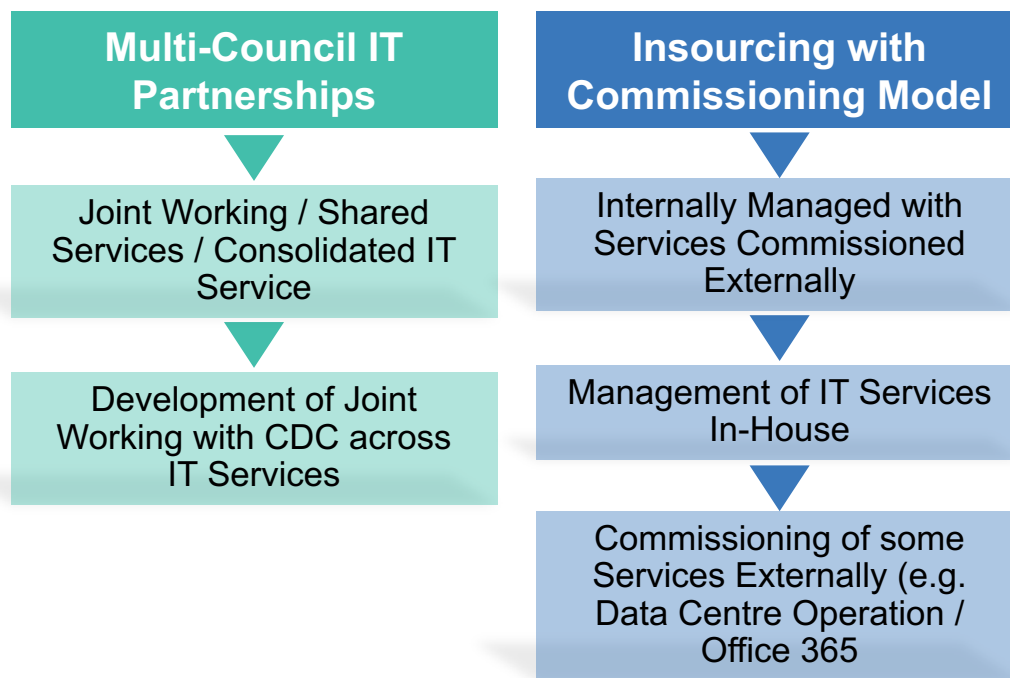 Multi-Council IT
Partnerships
Joint Working / Shared
Services / Consolidated IT
Service
Development of Joint
Working with CDC across
IT Services
Insourcing with
Commissioning Model
Internally Managed with
Services Commissioned
Externally
Management of IT Services
In-House
Commissioning of some
Services Externally (e.g.
Data Centre Operation /
Office 365